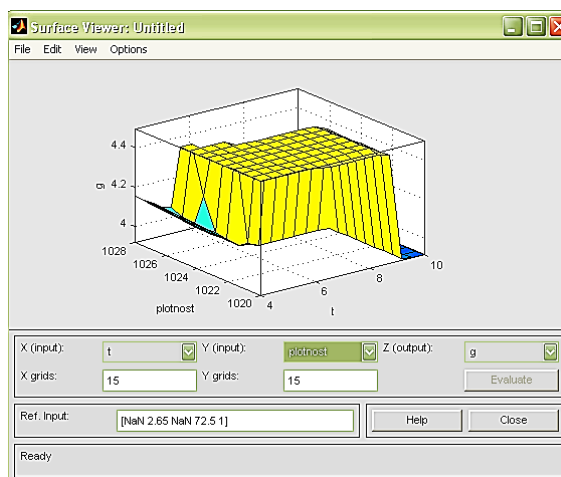 Surface Viewer: Untitled
File Edit View Options
4.4
4.2
4
g
1028
1026
1024
1022
1020
plotnost
4
6
8
10
t
X (input): t Y (input): plotnost Z (output): g
X grids: 15 Y grids: 15 Evaluate
Ref. Input: [NaN 2.65 NaN 72.5 1] Help Close
Ready